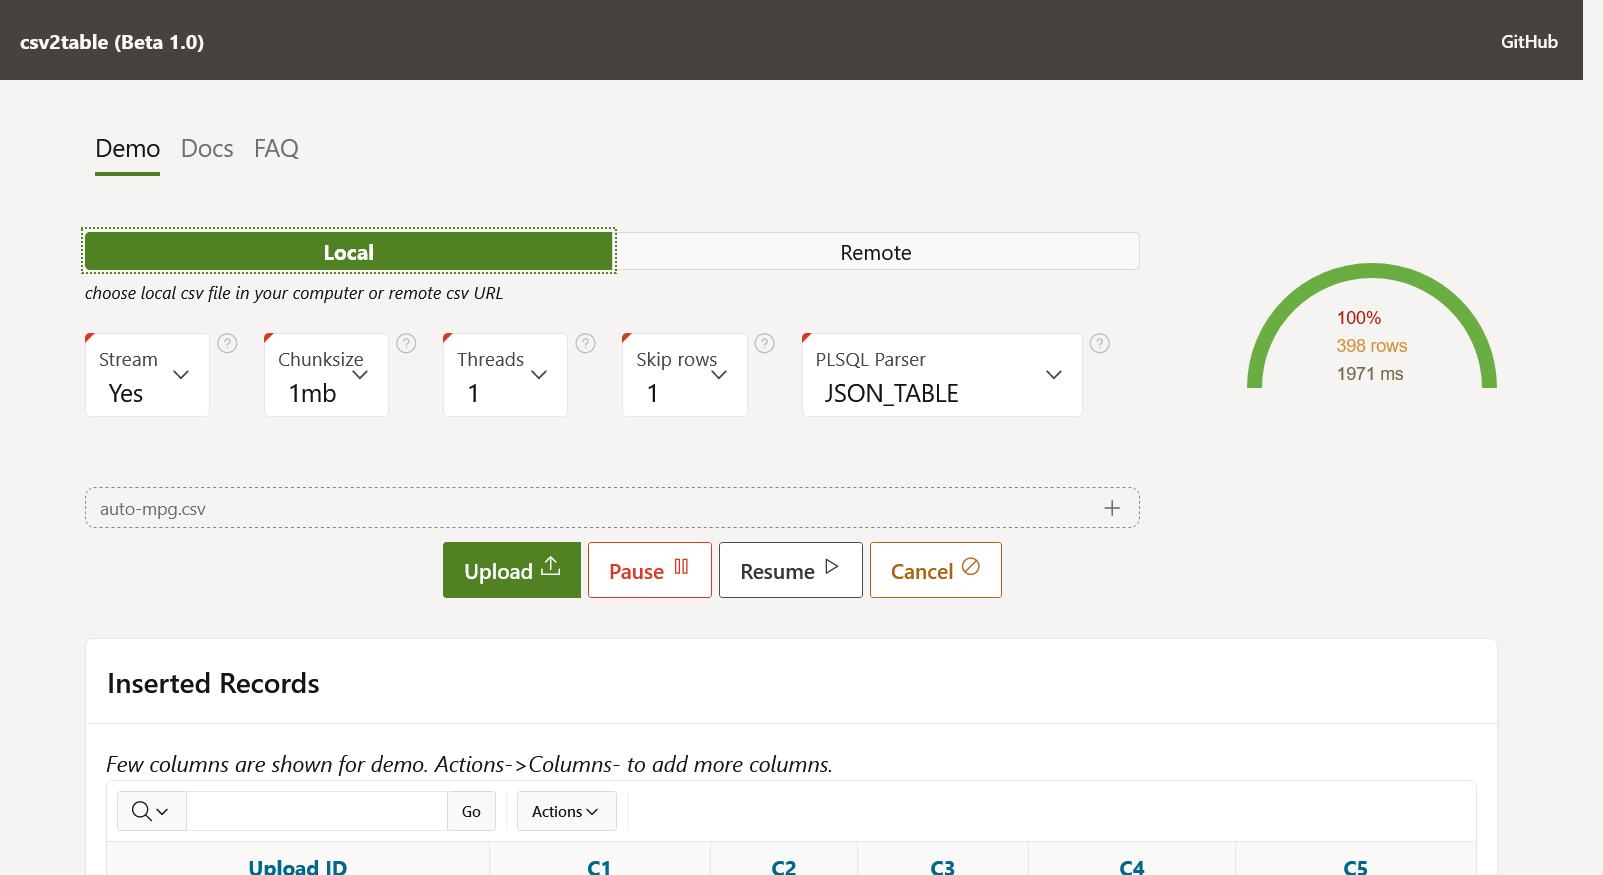 csv2table (Beta 1.0)
GitHub
Demo Docs FAQ
Local Remote
choose local csv file in your computer or remote csv URL
Stream
Yes
Chunksize
1mb
Threads
1
Skip rows
1
PLSQL Parser
JSON_TABLE
100%
398 rows
1971 ms
auto-mpg.csv
Upload Pause Resume Cancel
Inserted Records
Few columns are shown for demo. Actions->Columns- to add more columns.
Go Actions
Upload ID C1 C2 C3 C4 C5